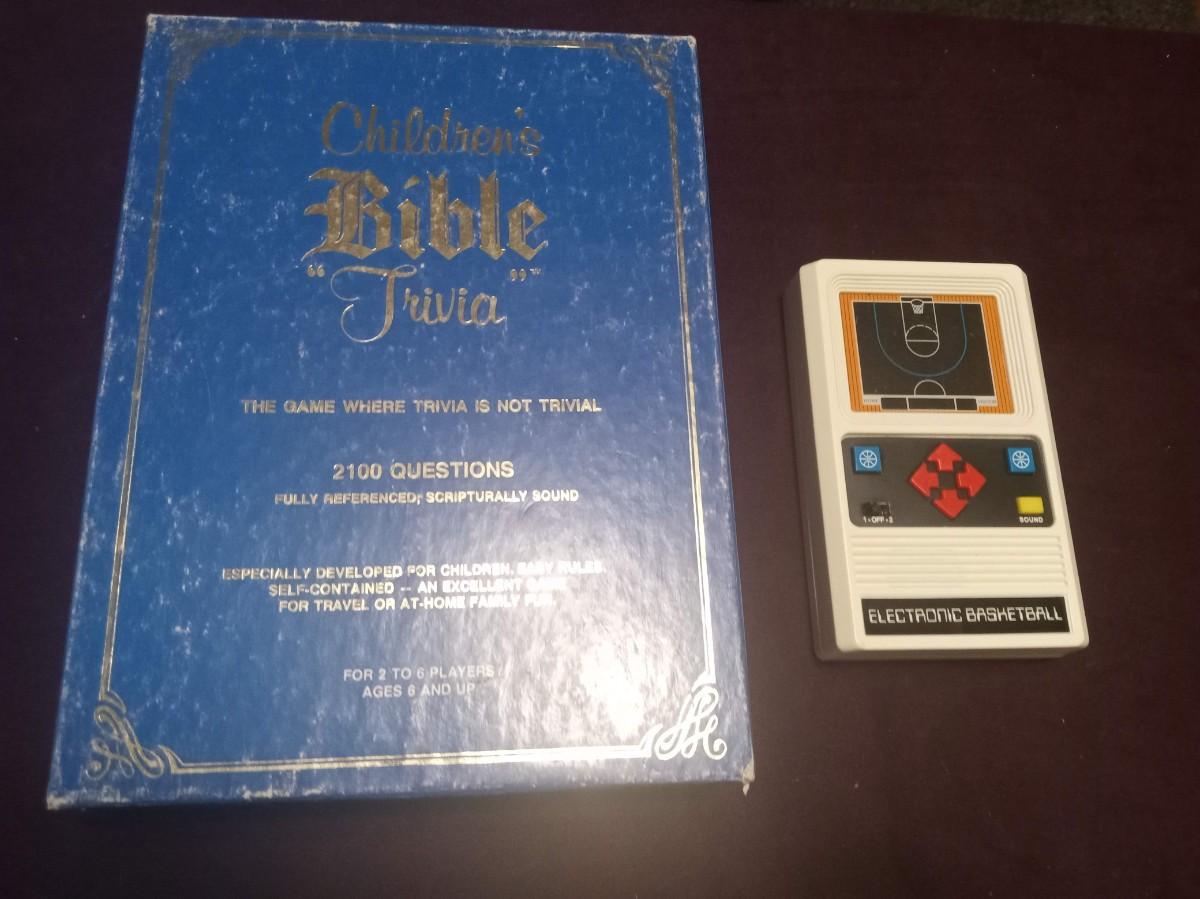 Children's
Bible
"Trivia"™
THE GAME WHERE TRIVIA IS NOT TRIVIAL
2100 QUESTIONS
FULLY REFERENCED; SCRIPTURALLY SOUND
ESPECIALLY DEVELOPED FOR CHILDREN. EASY RULES.
SELF-CONTAINED -- AN EXCELLENT GAME
FOR TRAVEL OR AT-HOME FAMILY FUN.
FOR 2 TO 6 PLAYERS
AGES 6 AND UP
HOME VISITOR
1•OFF•2 SOUND
ELECTRONIC BASKETBALL